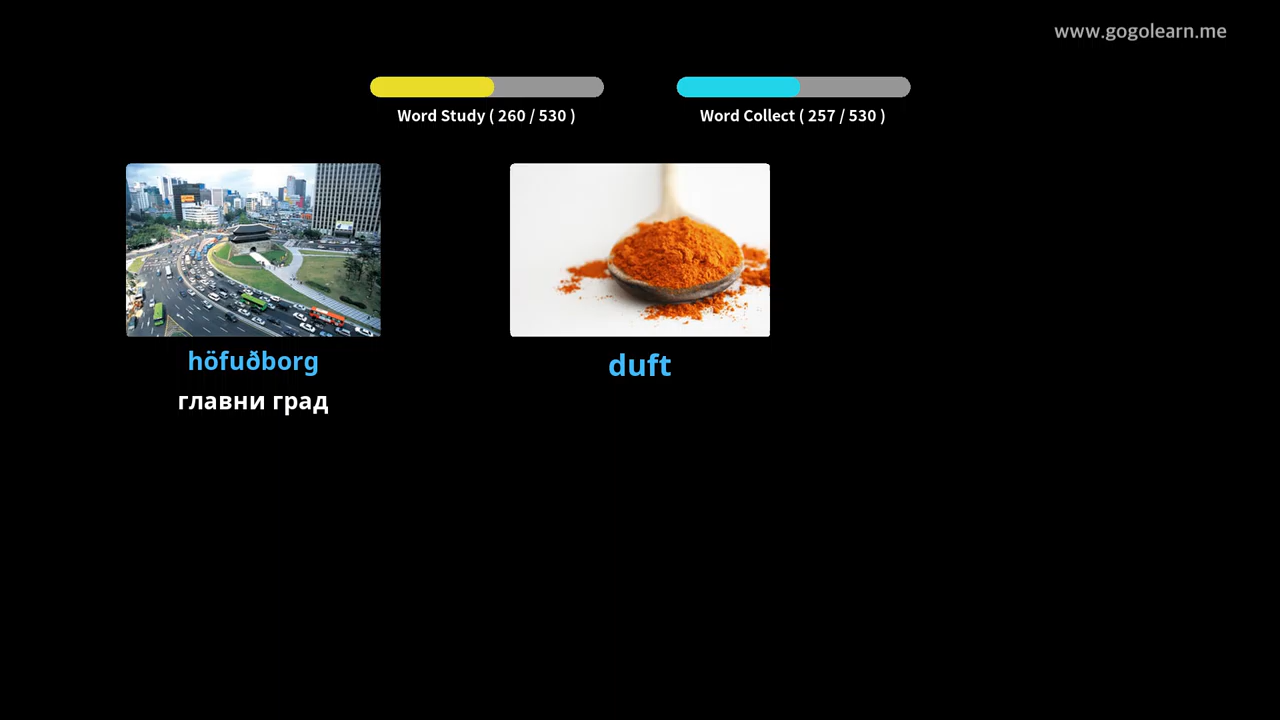 www.gogolearn.me
Word Study ( 260 / 530 )
Word Collect ( 257 / 530 )
höfuðborg
главни град
duft